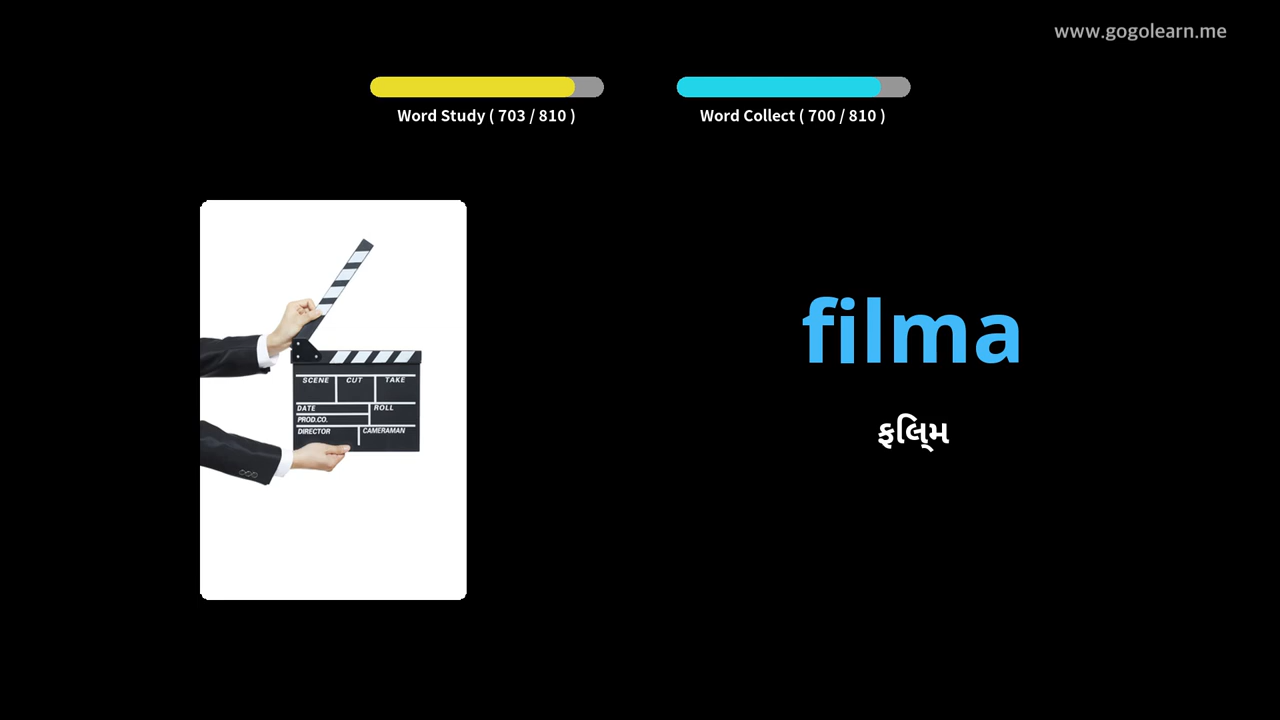 www.gogolearn.me
Word Study ( 703 / 810 )
Word Collect ( 700 / 810 )
SCENE CUT TAKE
DATE ROLL
PROD.CO.
DIRECTOR CAMERAMAN
filma
ફિલ્મ